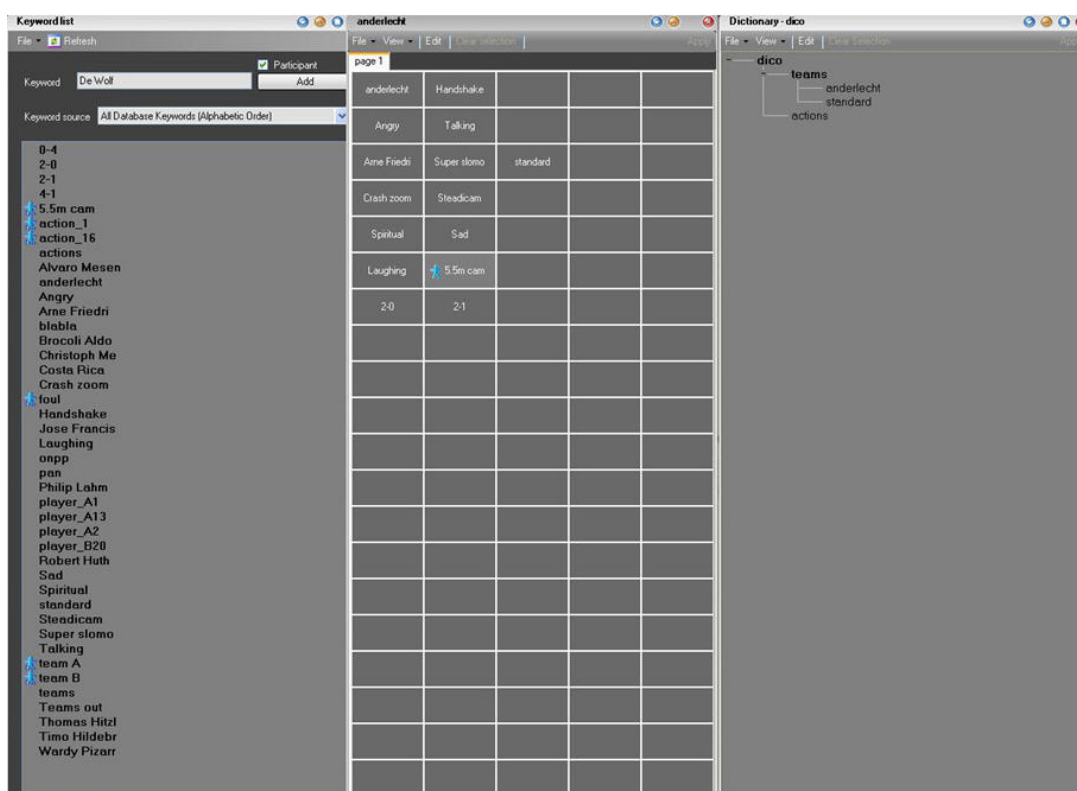 Keyword list
File Refresh
Participant
Keyword De Wolf Add
Keyword source All Database Keywords (Alphabetic Order)
0-4
2-0
2-1
4-1
5.5m cam
action_1
action_16
actions
Alvaro Mesen
anderlecht
Angry
Arne Friedri
blabla
Brocoli Aldo
Christoph Me
Costa Rica
Crash zoom
foul
Handshake
Jose Francis
Laughing
onpp
pan
Philip Lahm
player_A1
player_A13
player_A2
player_B20
Robert Huth
Sad
Spiritual
standard
Steadicam
Super slomo
Talking
team A
team B
teams
Teams out
Thomas Hitzl
Timo Hildebr
Wardy Pizarr
anderlecht
File View Edit Clear selection Apply
page 1
anderlecht Handshake
Angry Talking
Arne Friedri Super slomo standard
Crash zoom Steadicam
Spiritual Sad
Laughing 5.5m cam
2-0 2-1
Dictionary - dico
File View Edit Clear Selection
dico
teams
anderlecht
standard
actions